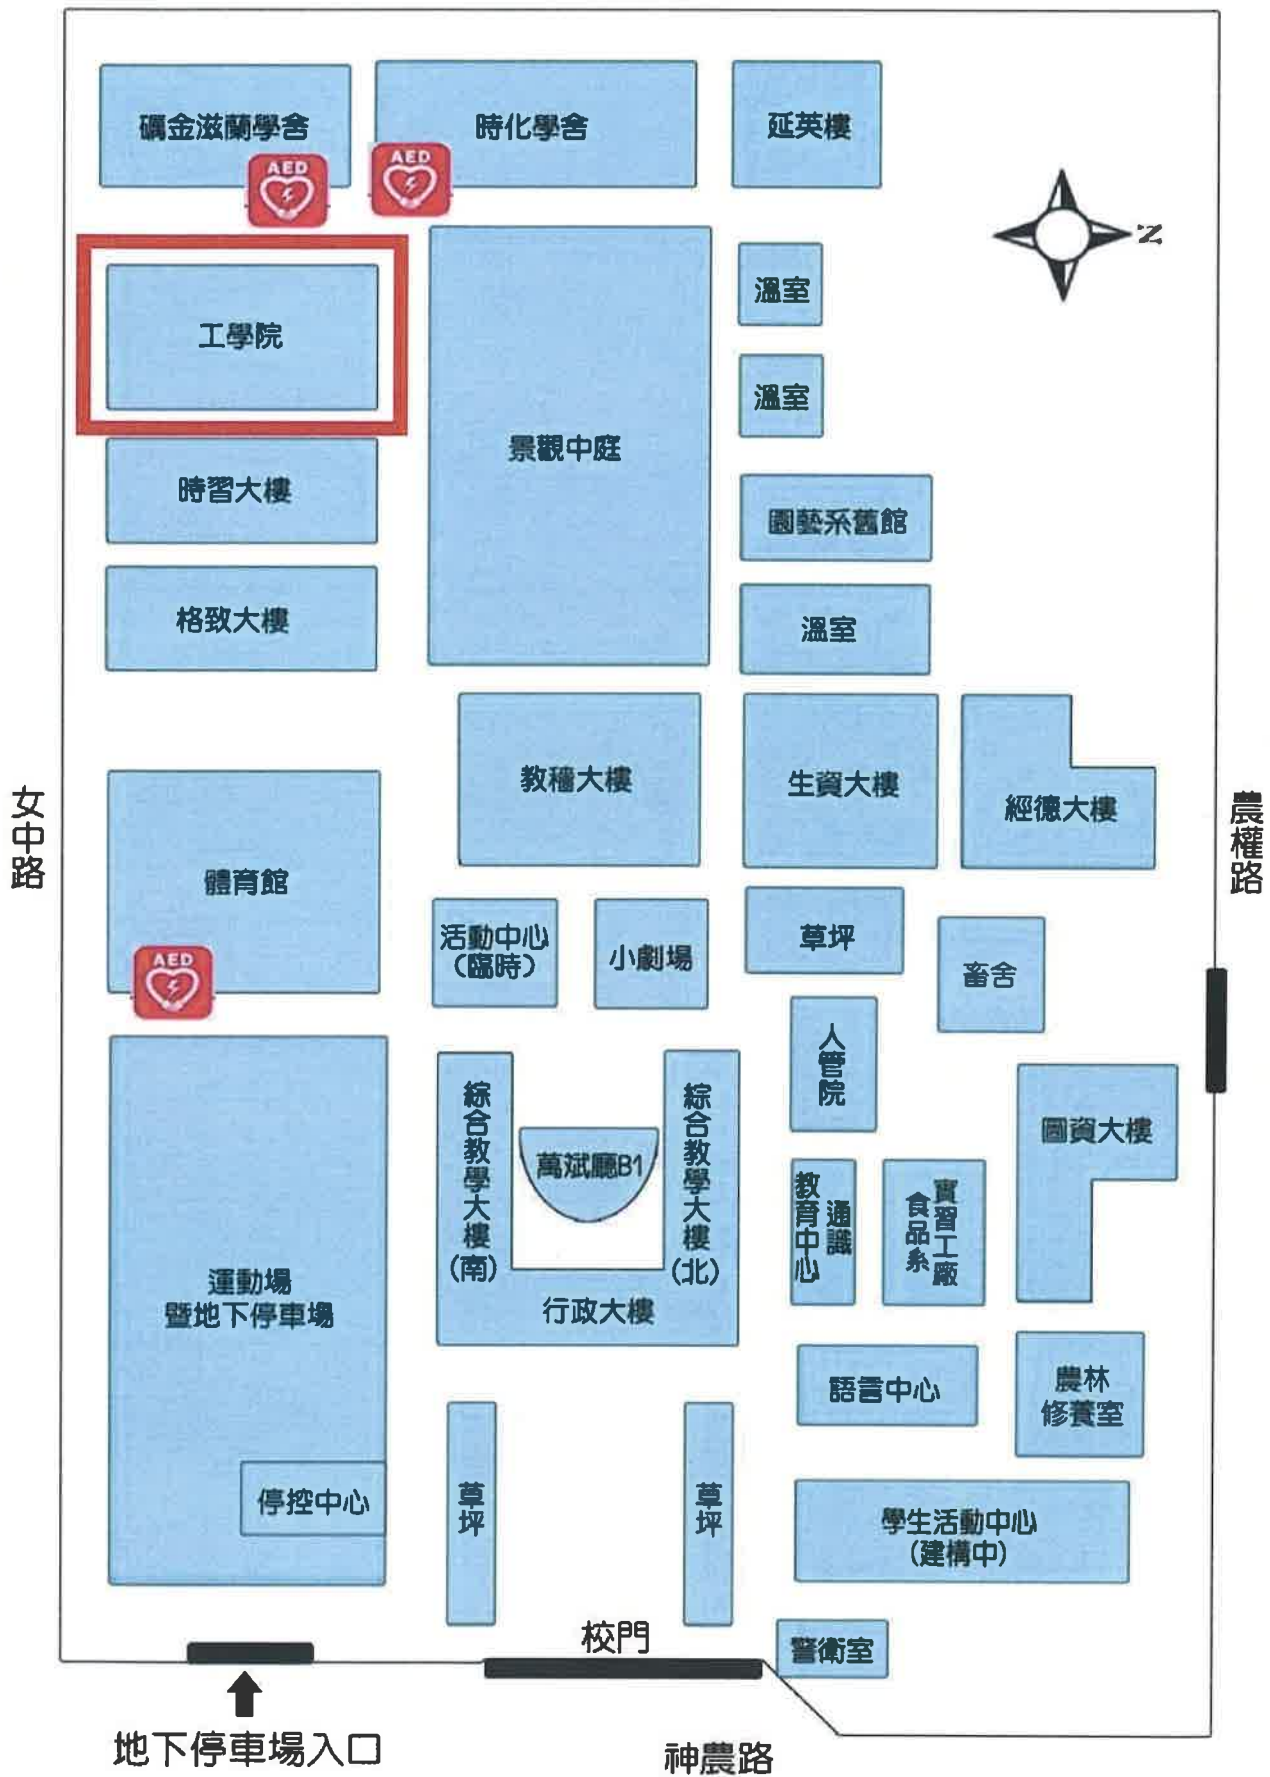 礪金滋蘭學舍
時化學舍
延英樓
AED
AED
N
工學院
溫室
溫室
景觀中庭
時習大樓
園藝系舊館
格致大樓
溫室
教穡大樓
生資大樓
經德大樓
女中路
農權路
體育館
AED
活動中心
(臨時)
小劇場
草坪
畜舍
人管院
綜合教學大樓(南)
萬斌廳B1
綜合教學大樓(北)
圖資大樓
通識
教育中心
食品系
實習工廠
運動場
暨地下停車場
行政大樓
語言中心
農林
修養室
停控中心
草坪
草坪
學生活動中心
(建構中)
校門
警衛室
地下停車場入口
神農路